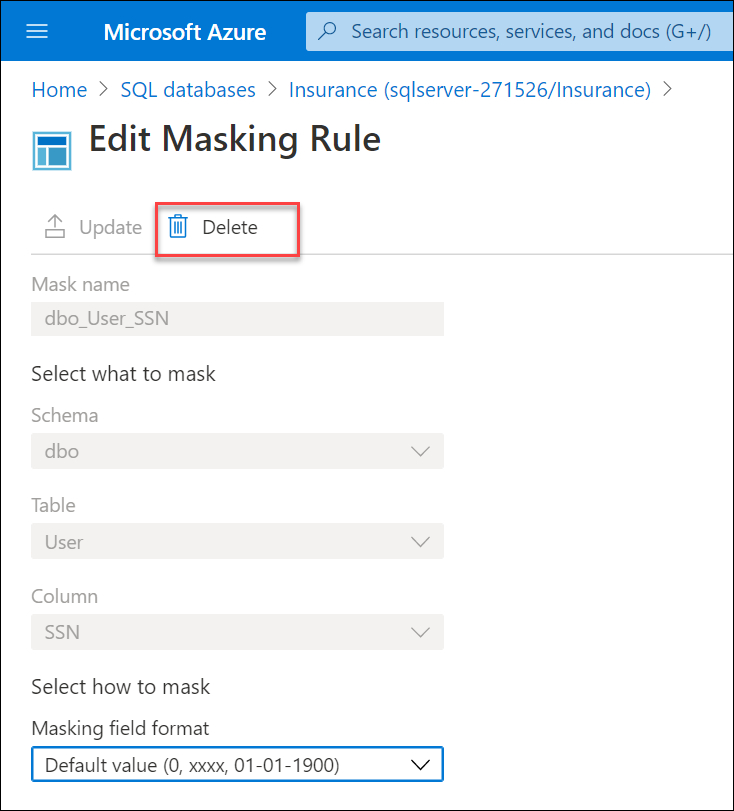 Microsoft Azure
Search resources, services, and docs (G+/)
Home > SQL databases > Insurance (sqlserver-271526/Insurance) >
Edit Masking Rule
Update Delete
Mask name
dbo_User_SSN
Select what to mask
Schema
dbo
Table
User
Column
SSN
Select how to mask
Masking field format
Default value (0, xxxx, 01-01-1900)